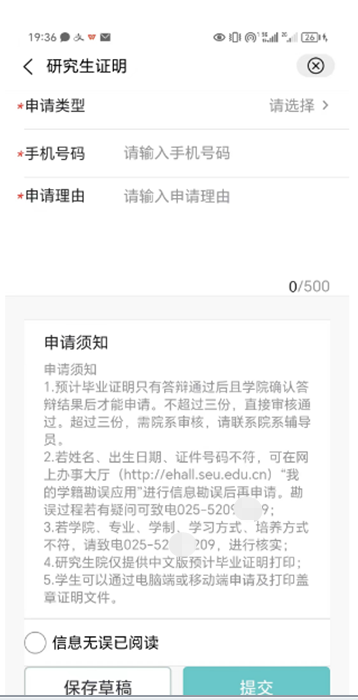 19:36
研究生证明
*申请类型 请选择 >
*手机号码 请输入手机号码
*申请理由 请输入申请理由
0/500
申请须知
申请须知
1.预计毕业证明只有答辩通过后且学院确认答
辩结果后才能申请。不超过三份，直接审核通
过。超过三份，需院系审核，请联系院系辅导
员。
2.若姓名、出生日期、证件号码不符，可在网
上办事大厅（http://ehall.seu.edu.cn）“我
的学籍勘误应用”进行信息勘误后再申请。勘
误过程若有疑问可致电025-5209 9；
3.若学院、专业、学制、学习方式、培养方式
不符，请致电025-52 209，进行核实；
4.研究生院仅提供中文版预计毕业证明打印；
5.学生可以通过电脑端或移动端申请及打印盖
章证明文件。
信息无误已阅读
保存草稿 提交